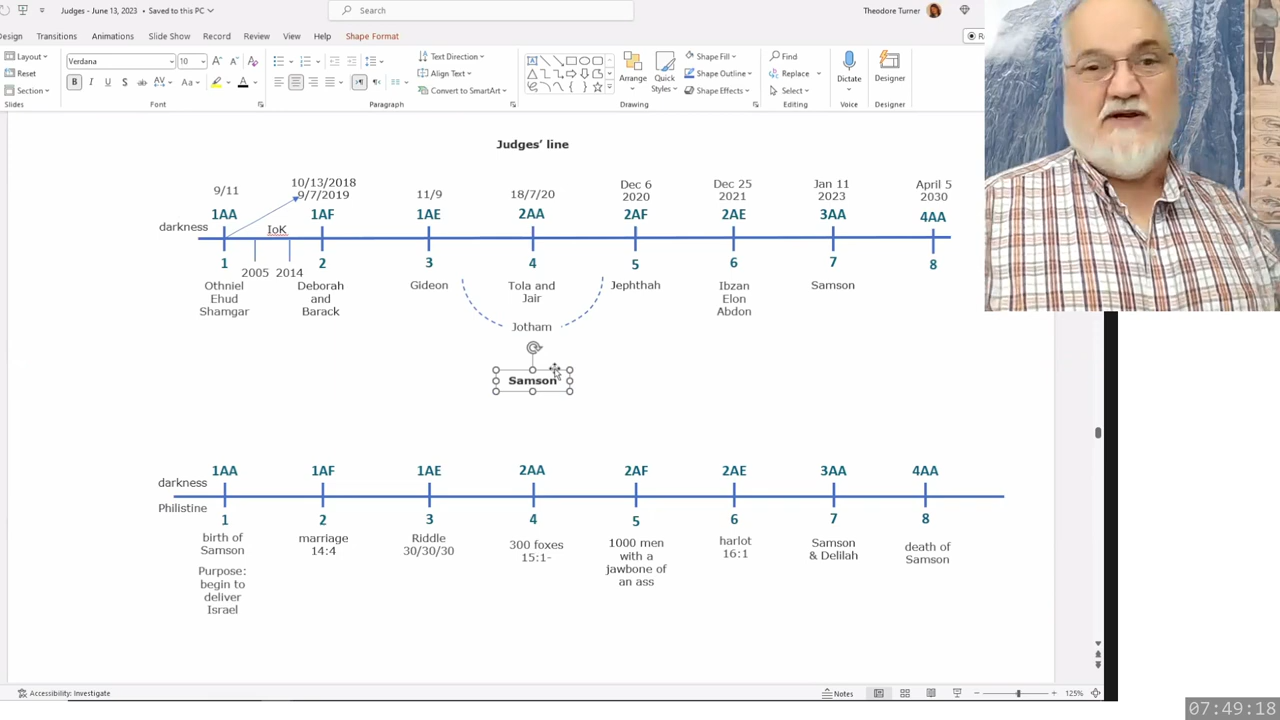 Judges - June 13, 2023 • Saved to this PC
Search
Theodore Turner
Design Transitions Animations Slide Show Record Review View Help Shape Format
Layout
Reset
Section
Slides
Verdana
10
Font
Paragraph
Text Direction
Align Text
Convert to SmartArt
Arrange
Quick Styles
Shape Fill
Shape Outline
Shape Effects
Drawing
Find
Replace
Select
Editing
Dictate
Voice
Designer
Designer
Judges’ line
9/11
10/13/2018
9/7/2019
11/9
18/7/20
Dec 6
2020
Dec 25
2021
Jan 11
2023
April 5
2030
1AA 1AF 1AE 2AA 2AF 2AE 3AA 4AA
darkness
IoK
1 2 3 4 5 6 7 8
2005 2014
Othniel
Ehud
Shamgar
Deborah
and
Barack
Gideon
Tola and
Jair
Jephthah
Ibzan
Elon
Abdon
Samson
Jotham
Samson
1AA 1AF 1AE 2AA 2AF 2AE 3AA 4AA
darkness
Philistine
1 2 3 4 5 6 7 8
birth of
Samson
Purpose:
begin to
deliver
Israel
marriage
14:4
Riddle
30/30/30
300 foxes
15:1-
1000 men
with a
jawbone of
an ass
harlot
16:1
Samson
& Delilah
death of
Samson
Accessibility: Investigate
Notes
125%
07:49:18